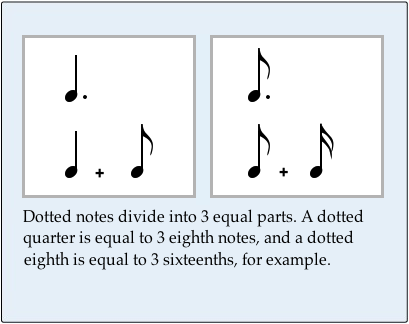 Dotted notes divide into 3 equal parts. A dotted
quarter is equal to 3 eighth notes, and a dotted
eighth is equal to 3 sixteenths, for example.